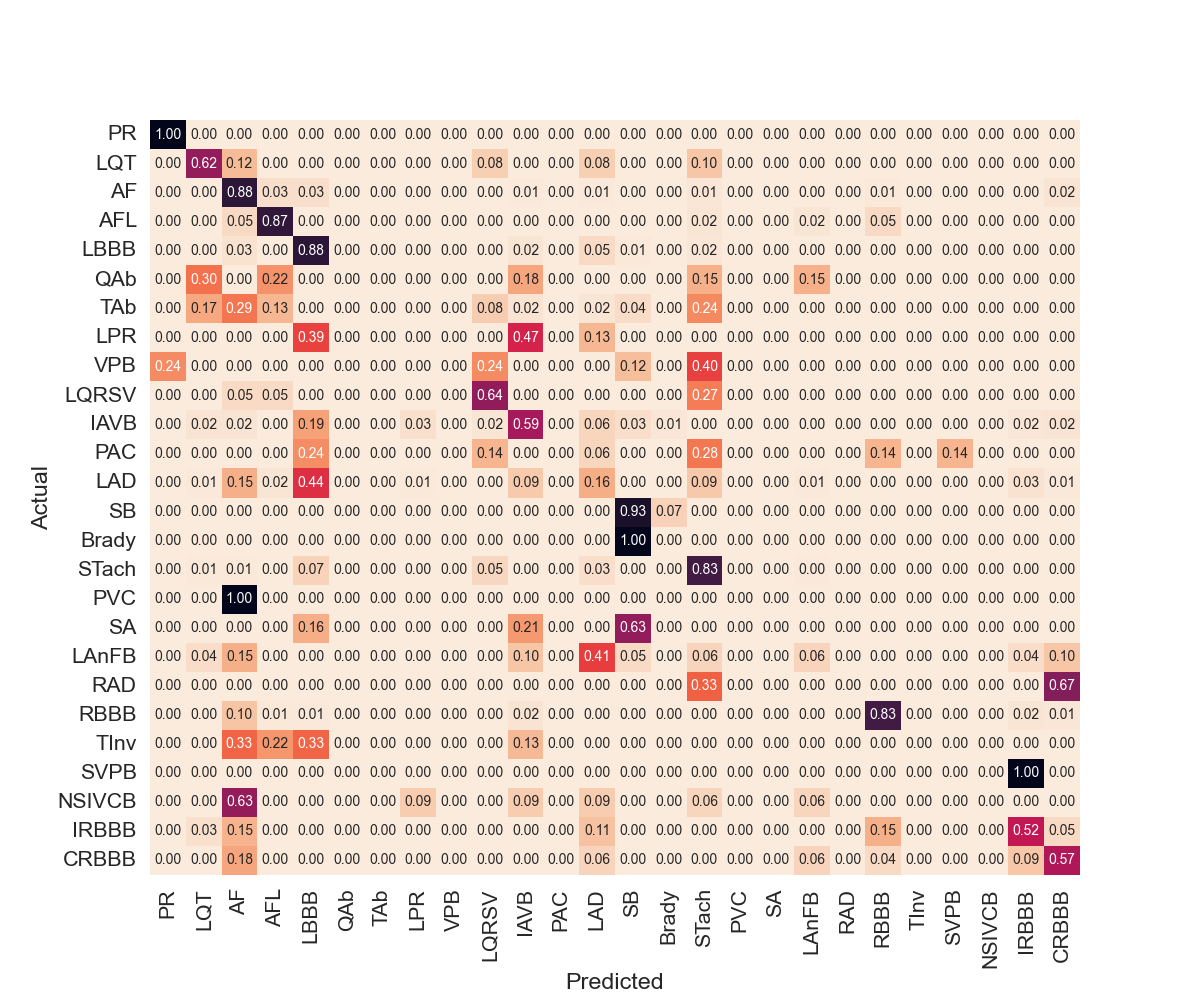 PR 1.00 0.00 0.00 0.00 0.00 0.00 0.00 0.00 0.00 0.00 0.00 0.00 0.00 0.00 0.00 0.00 0.00 0.00 0.00 0.00 0.00 0.00 0.00 0.00 0.00 0.00
LQT 0.00 0.62 0.12 0.00 0.00 0.00 0.00 0.00 0.00 0.08 0.00 0.00 0.08 0.00 0.00 0.10 0.00 0.00 0.00 0.00 0.00 0.00 0.00 0.00 0.00 0.00
AF 0.00 0.00 0.88 0.03 0.03 0.00 0.00 0.00 0.00 0.00 0.01 0.00 0.01 0.00 0.00 0.01 0.00 0.00 0.00 0.00 0.01 0.00 0.00 0.00 0.00 0.02
AFL 0.00 0.00 0.05 0.87 0.00 0.00 0.00 0.00 0.00 0.00 0.00 0.00 0.00 0.00 0.00 0.02 0.00 0.00 0.02 0.00 0.05 0.00 0.00 0.00 0.00 0.00
LBBB 0.00 0.00 0.03 0.00 0.88 0.00 0.00 0.00 0.00 0.00 0.02 0.00 0.05 0.01 0.00 0.02 0.00 0.00 0.00 0.00 0.00 0.00 0.00 0.00 0.00 0.00
QAb 0.00 0.30 0.00 0.22 0.00 0.00 0.00 0.00 0.00 0.00 0.18 0.00 0.00 0.00 0.00 0.15 0.00 0.00 0.15 0.00 0.00 0.00 0.00 0.00 0.00 0.00
TAb 0.00 0.17 0.29 0.13 0.00 0.00 0.00 0.00 0.00 0.08 0.02 0.00 0.02 0.04 0.00 0.24 0.00 0.00 0.00 0.00 0.00 0.00 0.00 0.00 0.00 0.00
LPR 0.00 0.00 0.00 0.00 0.39 0.00 0.00 0.00 0.00 0.00 0.47 0.00 0.13 0.00 0.00 0.00 0.00 0.00 0.00 0.00 0.00 0.00 0.00 0.00 0.00 0.00
VPB 0.24 0.00 0.00 0.00 0.00 0.00 0.00 0.00 0.00 0.24 0.00 0.00 0.00 0.12 0.00 0.40 0.00 0.00 0.00 0.00 0.00 0.00 0.00 0.00 0.00 0.00
LQRSV 0.00 0.00 0.05 0.05 0.00 0.00 0.00 0.00 0.00 0.64 0.00 0.00 0.00 0.00 0.00 0.27 0.00 0.00 0.00 0.00 0.00 0.00 0.00 0.00 0.00 0.00
IAVB 0.00 0.02 0.02 0.00 0.19 0.00 0.00 0.03 0.00 0.02 0.59 0.00 0.06 0.03 0.01 0.00 0.00 0.00 0.00 0.00 0.00 0.00 0.00 0.00 0.02 0.02
PAC 0.00 0.00 0.00 0.00 0.24 0.00 0.00 0.00 0.00 0.14 0.00 0.00 0.06 0.00 0.00 0.28 0.00 0.00 0.00 0.00 0.14 0.00 0.14 0.00 0.00 0.00
LAD 0.00 0.01 0.15 0.02 0.44 0.00 0.00 0.01 0.00 0.00 0.09 0.00 0.16 0.00 0.00 0.09 0.00 0.00 0.01 0.00 0.00 0.00 0.00 0.00 0.03 0.01
SB 0.00 0.00 0.00 0.00 0.00 0.00 0.00 0.00 0.00 0.00 0.00 0.00 0.00 0.93 0.07 0.00 0.00 0.00 0.00 0.00 0.00 0.00 0.00 0.00 0.00 0.00
Brady 0.00 0.00 0.00 0.00 0.00 0.00 0.00 0.00 0.00 0.00 0.00 0.00 0.00 1.00 0.00 0.00 0.00 0.00 0.00 0.00 0.00 0.00 0.00 0.00 0.00 0.00
STach 0.00 0.01 0.01 0.00 0.07 0.00 0.00 0.00 0.00 0.05 0.00 0.00 0.03 0.00 0.00 0.83 0.00 0.00 0.00 0.00 0.00 0.00 0.00 0.00 0.00 0.00
PVC 0.00 0.00 1.00 0.00 0.00 0.00 0.00 0.00 0.00 0.00 0.00 0.00 0.00 0.00 0.00 0.00 0.00 0.00 0.00 0.00 0.00 0.00 0.00 0.00 0.00 0.00
SA 0.00 0.00 0.00 0.00 0.16 0.00 0.00 0.00 0.00 0.00 0.21 0.00 0.00 0.63 0.00 0.00 0.00 0.00 0.00 0.00 0.00 0.00 0.00 0.00 0.00 0.00
LAnFB 0.00 0.04 0.15 0.00 0.00 0.00 0.00 0.00 0.00 0.00 0.10 0.00 0.41 0.05 0.00 0.06 0.00 0.00 0.06 0.00 0.00 0.00 0.00 0.00 0.04 0.10
RAD 0.00 0.00 0.00 0.00 0.00 0.00 0.00 0.00 0.00 0.00 0.00 0.00 0.00 0.00 0.00 0.33 0.00 0.00 0.00 0.00 0.00 0.00 0.00 0.00 0.00 0.67
RBBB 0.00 0.00 0.10 0.01 0.01 0.00 0.00 0.00 0.00 0.00 0.02 0.00 0.00 0.00 0.00 0.00 0.00 0.00 0.00 0.00 0.83 0.00 0.00 0.00 0.02 0.01
TInv 0.00 0.00 0.33 0.22 0.33 0.00 0.00 0.00 0.00 0.00 0.13 0.00 0.00 0.00 0.00 0.00 0.00 0.00 0.00 0.00 0.00 0.00 0.00 0.00 0.00 0.00
SVPB 0.00 0.00 0.00 0.00 0.00 0.00 0.00 0.00 0.00 0.00 0.00 0.00 0.00 0.00 0.00 0.00 0.00 0.00 0.00 0.00 0.00 0.00 0.00 0.00 1.00 0.00
NSIVCB 0.00 0.00 0.63 0.00 0.00 0.00 0.00 0.09 0.00 0.00 0.09 0.00 0.09 0.00 0.00 0.06 0.00 0.00 0.06 0.00 0.00 0.00 0.00 0.00 0.00 0.00
IRBBB 0.00 0.03 0.15 0.00 0.00 0.00 0.00 0.00 0.00 0.00 0.00 0.00 0.11 0.00 0.00 0.00 0.00 0.00 0.00 0.00 0.15 0.00 0.00 0.00 0.52 0.05
CRBBB 0.00 0.00 0.18 0.00 0.00 0.00 0.00 0.00 0.00 0.00 0.00 0.00 0.06 0.00 0.00 0.00 0.00 0.00 0.06 0.00 0.04 0.00 0.00 0.00 0.09 0.57
Actual
PR LQT AF AFL LBBB QAb TAb LPR VPB LQRSV IAVB PAC LAD SB Brady STach PVC SA LAnFB RAD RBBB TInv SVPB NSIVCB IRBBB CRBBB
Predicted